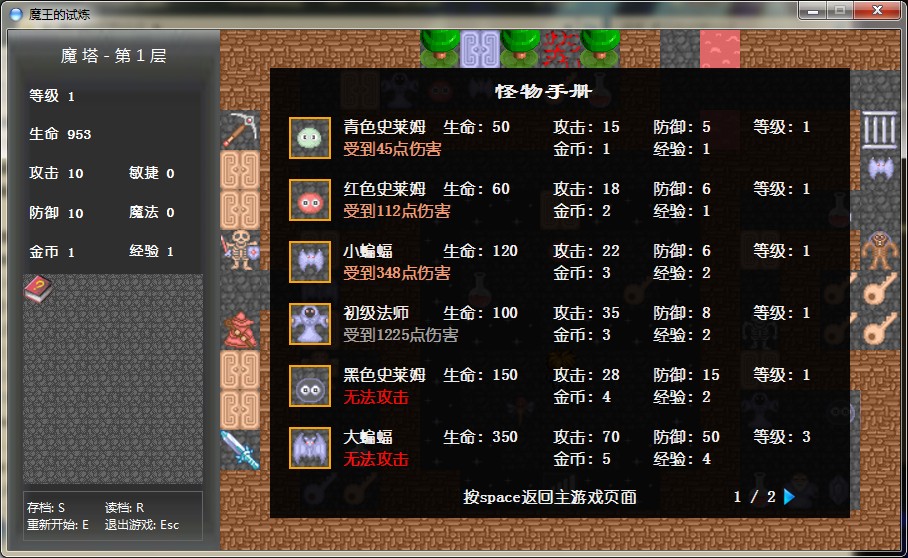 魔王的试炼
魔 塔 - 第 1 层
等级 1
生命 953
攻击 10 敏捷 0
防御 10 魔法 0
金币 1 经验 1
存档: S 读档: R
重新开始: E 退出游戏: Esc
怪物手册
青色史莱姆 生命: 50 攻击: 15 防御: 5 等级: 1
受到45点伤害 金币: 1 经验: 1
红色史莱姆 生命: 60 攻击: 18 防御: 6 等级: 1
受到112点伤害 金币: 2 经验: 1
小蝙蝠 生命: 120 攻击: 22 防御: 6 等级: 1
受到348点伤害 金币: 3 经验: 2
初级法师 生命: 100 攻击: 35 防御: 8 等级: 1
受到1225点伤害 金币: 3 经验: 2
黑色史莱姆 生命: 150 攻击: 28 防御: 15 等级: 1
无法攻击 金币: 4 经验: 2
大蝙蝠 生命: 350 攻击: 70 防御: 50 等级: 3
无法攻击 金币: 5 经验: 4
按space返回主游戏页面 1 / 2